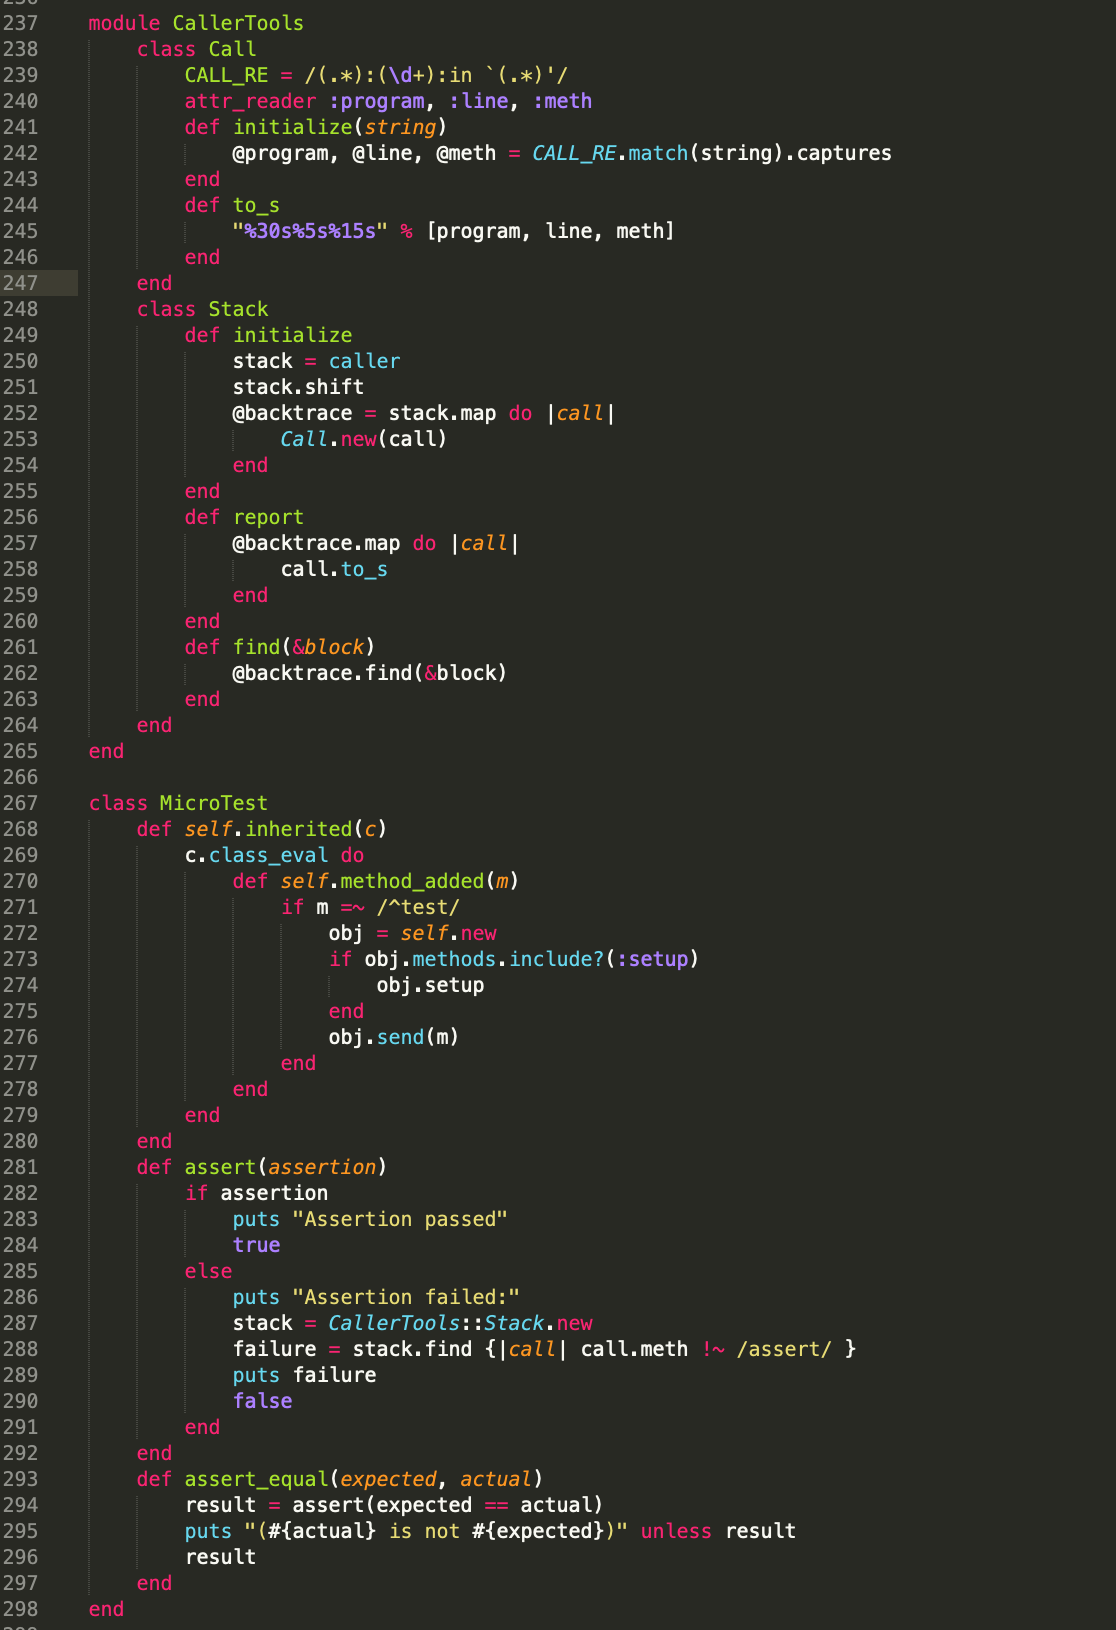 237 module CallerTools
238 class Call
239 CALL_RE = /(.*):(\d+):in `(.*)'/
240 attr_reader :program, :line, :meth
241 def initialize(string)
242 @program, @line, @meth = CALL_RE.match(string).captures
243 end
244 def to_s
245 "%30s%5s%15s" % [program, line, meth]
246 end
247 end
248 class Stack
249 def initialize
250 stack = caller
251 stack.shift
252 @backtrace = stack.map do |call|
253 Call.new(call)
254 end
255 end
256 def report
257 @backtrace.map do |call|
258 call.to_s
259 end
260 end
261 def find(&block)
262 @backtrace.find(&block)
263 end
264 end
265 end
266
267 class MicroTest
268 def self.inherited(c)
269 c.class_eval do
270 def self.method_added(m)
271 if m =~ /^test/
272 obj = self.new
273 if obj.methods.include?(:setup)
274 obj.setup
275 end
276 obj.send(m)
277 end
278 end
279 end
280 end
281 def assert(assertion)
282 if assertion
283 puts "Assertion passed"
284 true
285 else
286 puts "Assertion failed:"
287 stack = CallerTools::Stack.new
288 failure = stack.find {|call| call.meth !~ /assert/ }
289 puts failure
290 false
291 end
292 end
293 def assert_equal(expected, actual)
294 result = assert(expected == actual)
295 puts "(#{actual} is not #{expected})" unless result
296 result
297 end
298 end